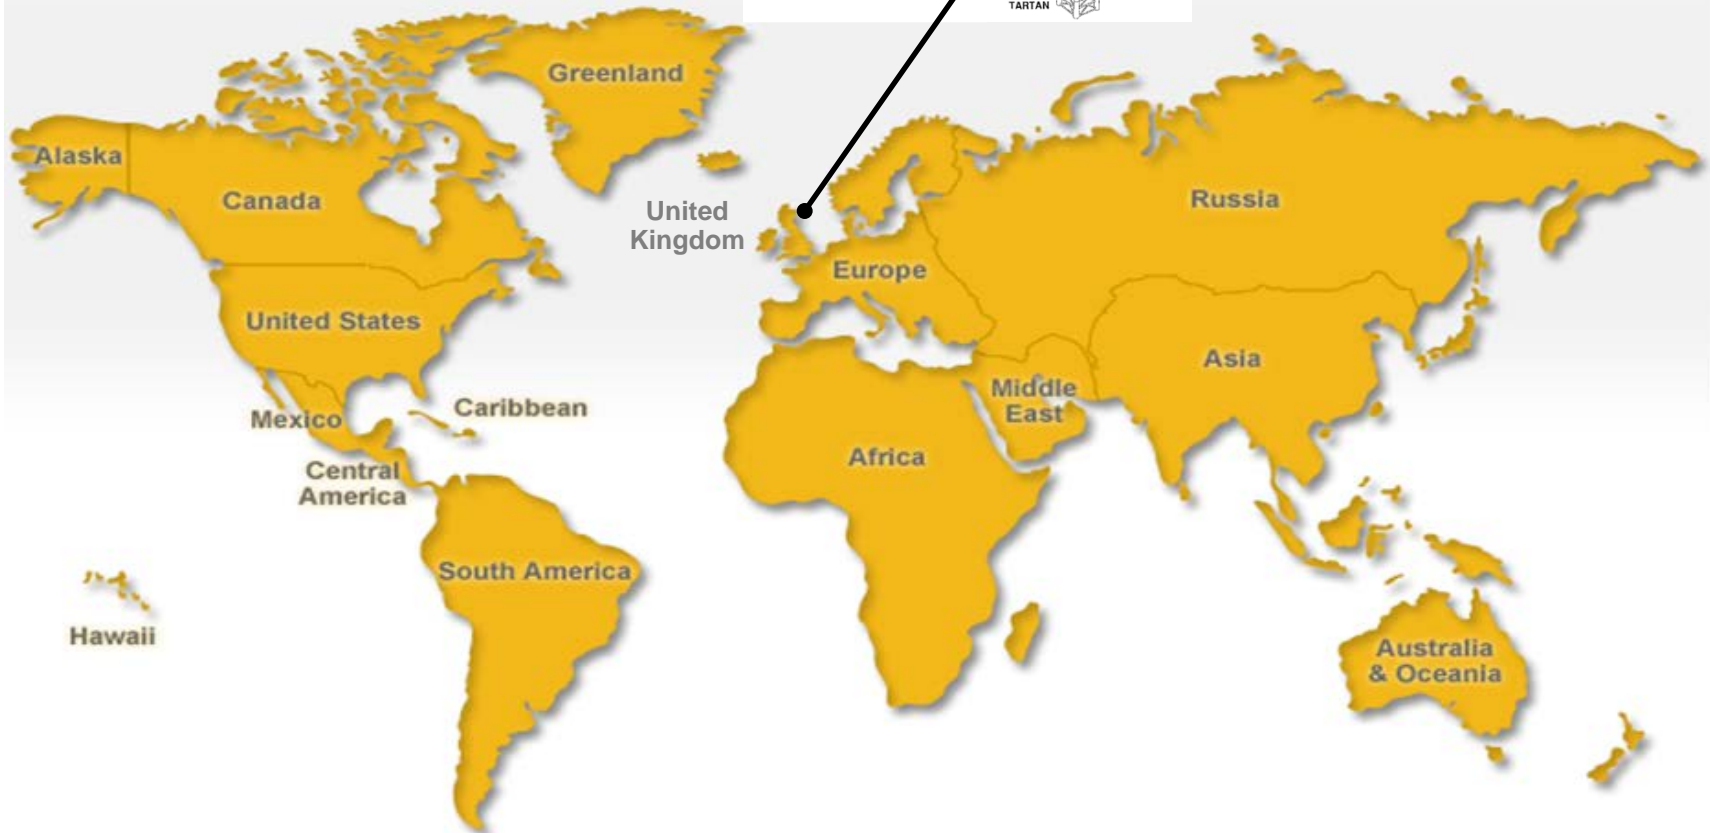 TARTAN
Greenland
Alaska
Canada
United
Kingdom
Russia
Europe
United States
Asia
Middle
East
Mexico
Caribbean
Africa
Central
America
South America
Hawaii
Australia
& Oceania